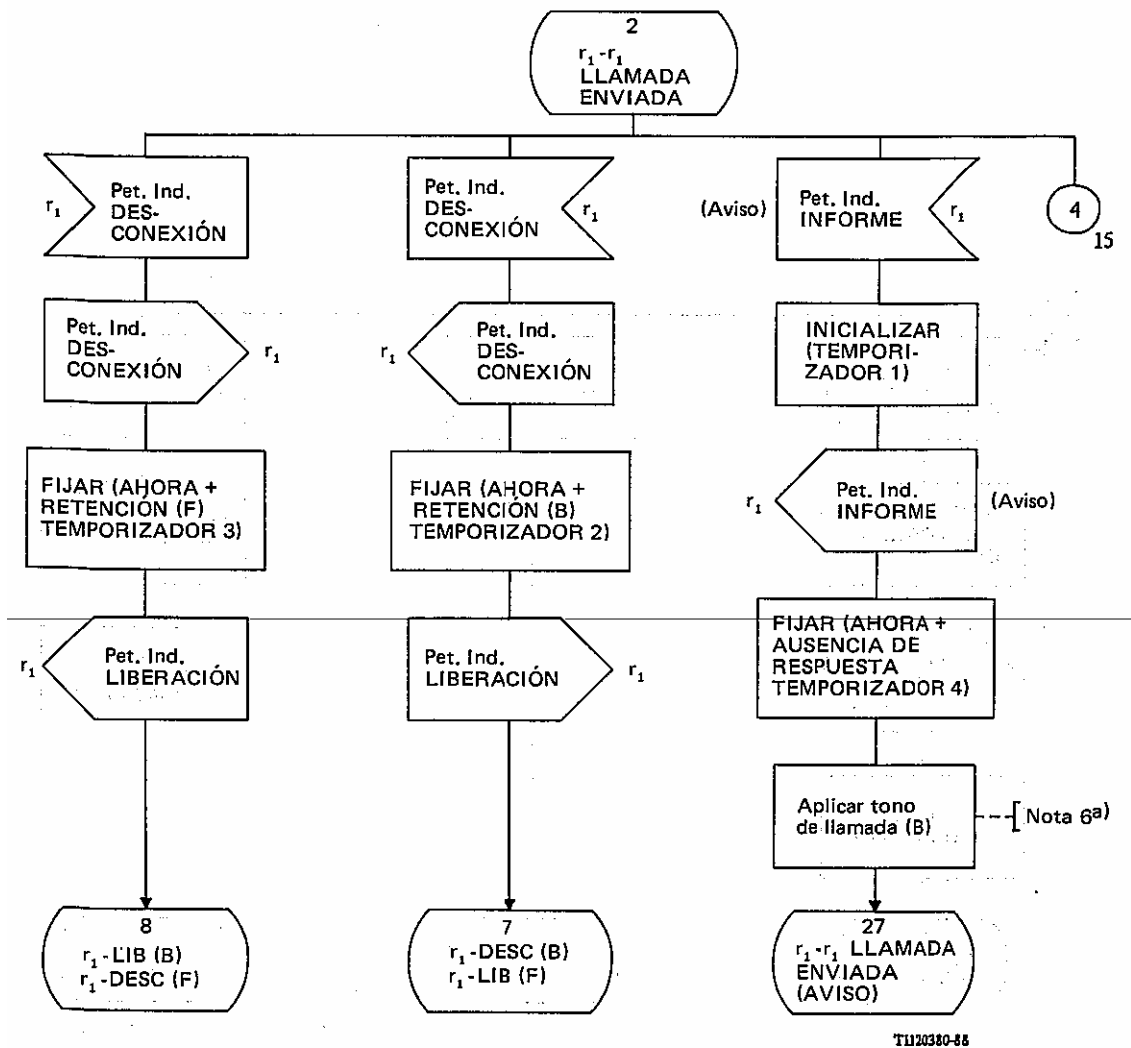 2
r₁-r₁
LLAMADA
ENVIADA
r₁
Pet. Ind.
DES-
CONEXIÓN
Pet. Ind.
DES-
CONEXIÓN
r₁
(Aviso)
Pet. Ind.
INFORME
r₁
4
15
Pet. Ind.
DES-
CONEXIÓN
r₁
r₁
Pet. Ind.
DES-
CONEXIÓN
INICIALIZAR
(TEMPORI-
ZADOR 1)
FIJAR (AHORA +
RETENCIÓN (F)
TEMPORIZADOR 3)
FIJAR (AHORA +
RETENCIÓN (B)
TEMPORIZADOR 2)
r₁
Pet. Ind.
INFORME
(Aviso)
r₁
Pet. Ind.
LIBERACIÓN
Pet. Ind.
LIBERACIÓN
r₁
FIJAR (AHORA +
AUSENCIA DE
RESPUESTA
TEMPORIZADOR 4)
Aplicar tono
de llamada (B)
Nota 6ª)
8
r₁-LIB (B)
r₁-DESC (F)
7
r₁-DESC (B)
r₁-LIB (F)
27
r₁-r₁ LLAMADA
ENVIADA
(AVISO)
T1120380-88